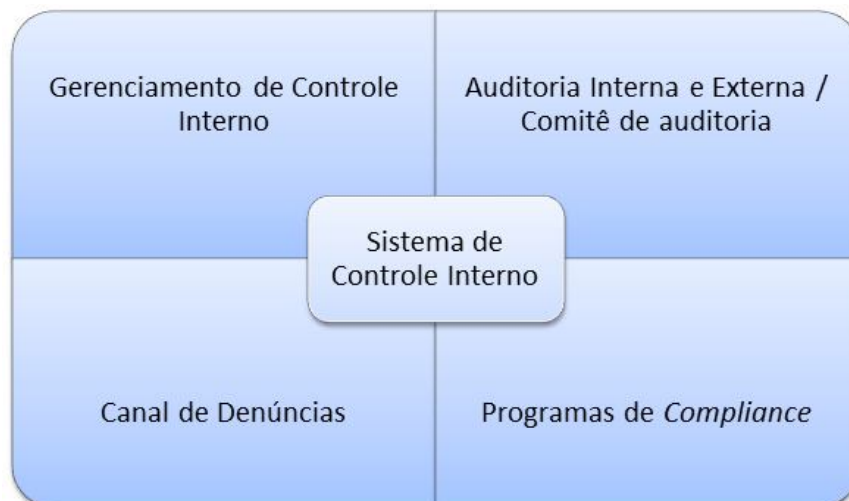 Gerenciamento de Controle
Interno
Auditoria Interna e Externa /
Comitê de auditoria
Sistema de
Controle Interno
Canal de Denúncias
Programas de Compliance